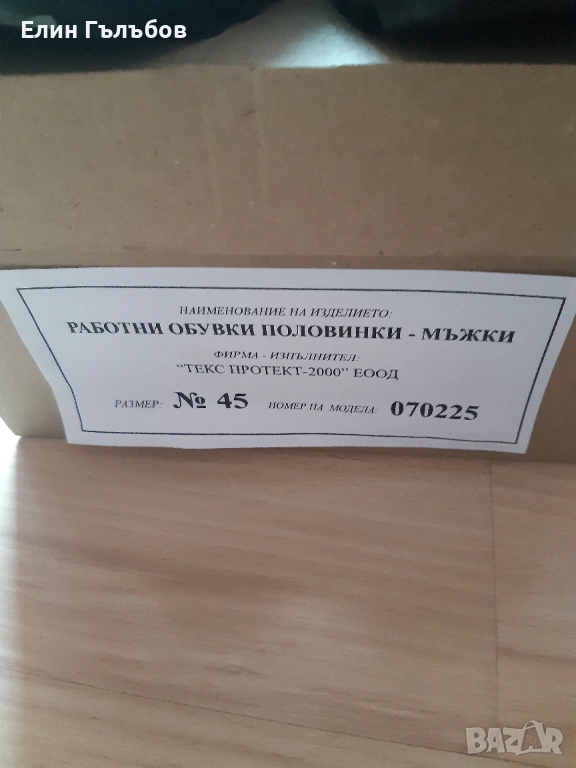 Елин Гълъбов
НАИМЕНОВАНИЕ НА ИЗДЕЛИЕТО:
РАБОТНИ ОБУВКИ ПОЛОВИНКИ - МЪЖКИ
ФИРМА - ИЗПЪЛНИТЕЛ:
"ТЕКС ПРОТЕКТ-2000" ЕООД
РАЗМЕР: № 45 НОМЕР НА МОДЕЛА: 070225
BAZAR